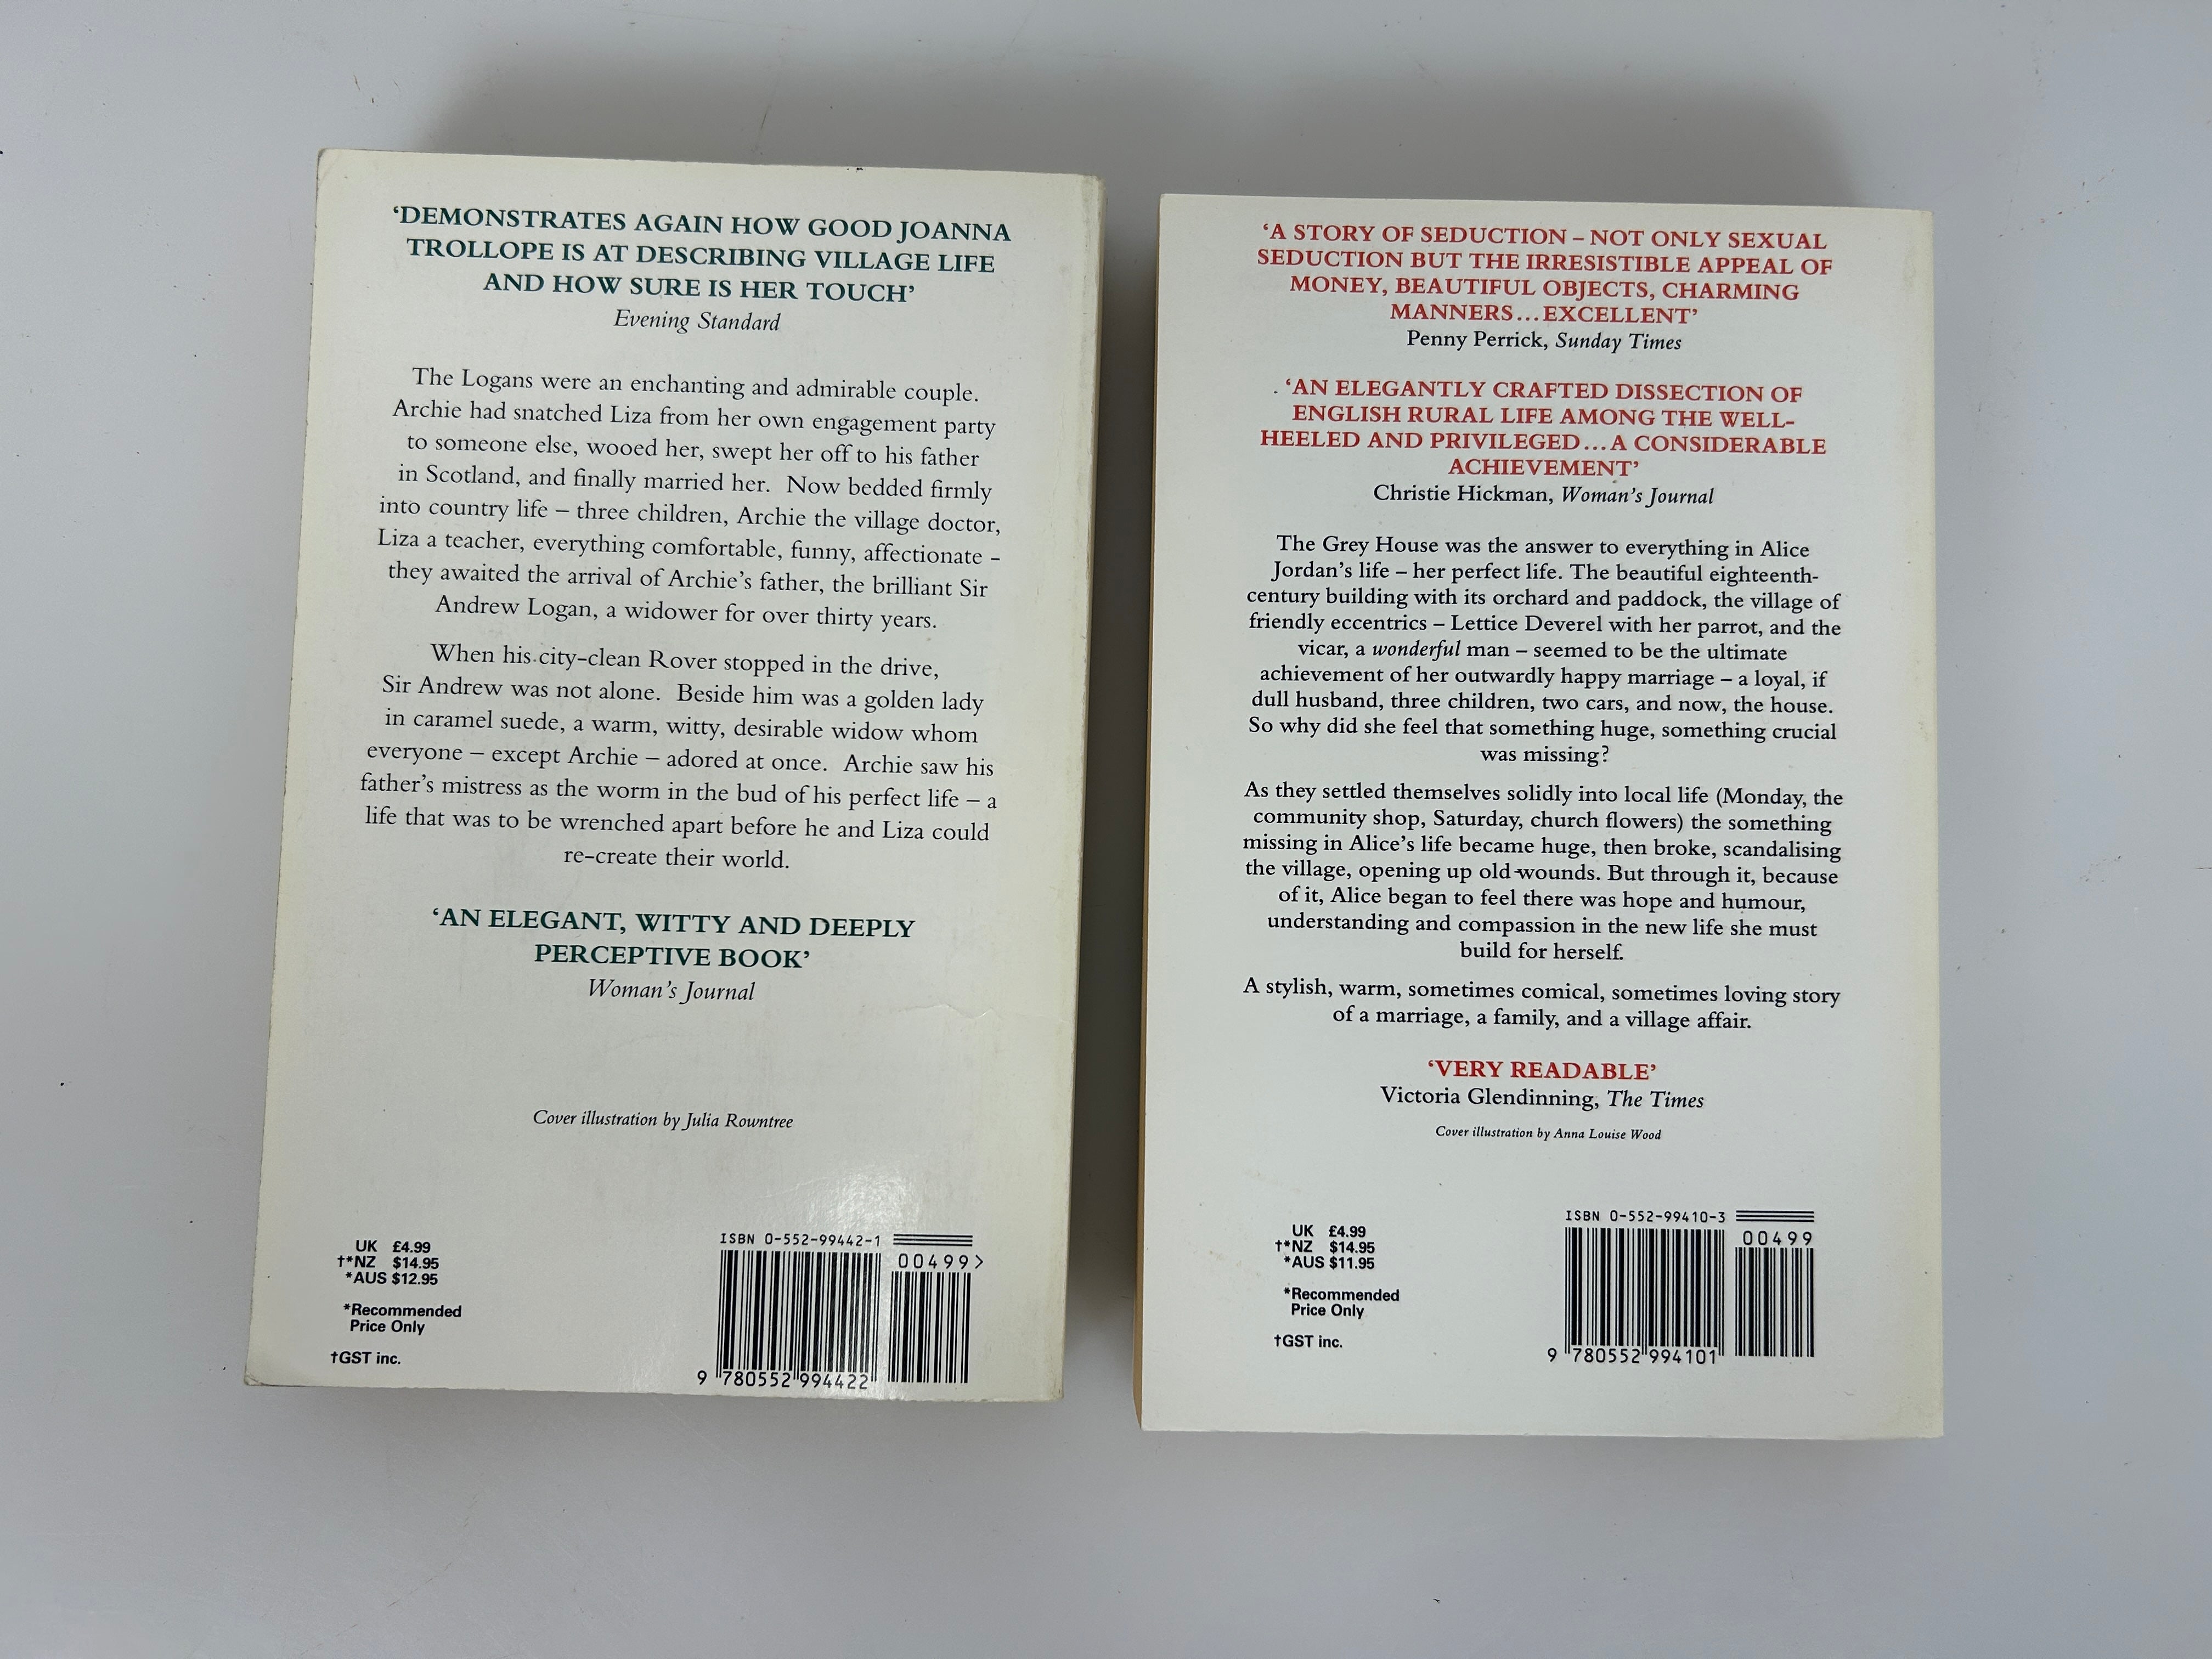 ‘DEMONSTRATES AGAIN HOW GOOD JOANNA
TROLLOPE IS AT DESCRIBING VILLAGE LIFE
AND HOW SURE IS HER TOUCH’
Evening Standard
The Logans were an enchanting and admirable couple.
Archie had snatched Liza from her own engagement party
to someone else, wooed her, swept her off to his father
in Scotland, and finally married her. Now bedded firmly
into country life – three children, Archie the village doctor,
Liza a teacher, everything comfortable, funny, affectionate –
they awaited the arrival of Archie’s father, the brilliant Sir
Andrew Logan, a widower for over thirty years.
When his city-clean Rover stopped in the drive,
Sir Andrew was not alone. Beside him was a golden lady
in caramel suede, a warm, witty, desirable widow whom
everyone – except Archie – adored at once. Archie saw his
father’s mistress as the worm in the bud of his perfect life – a
life that was to be wrenched apart before he and Liza could
re-create their world.
‘AN ELEGANT, WITTY AND DEEPLY
PERCEPTIVE BOOK’
Woman’s Journal
Cover illustration by Julia Rowntree
UK £4.99
†*NZ $14.95
*AUS $12.95
*Recommended
Price Only
†GST inc.
ISBN 0-552-99442-1
00499>
9 780552 994422
‘A STORY OF SEDUCTION – NOT ONLY SEXUAL
SEDUCTION BUT THE IRRESISTIBLE APPEAL OF
MONEY, BEAUTIFUL OBJECTS, CHARMING
MANNERS...EXCELLENT’
Penny Perrick, Sunday Times
‘AN ELEGANTLY CRAFTED DISSECTION OF
ENGLISH RURAL LIFE AMONG THE WELL-
HEELED AND PRIVILEGED...A CONSIDERABLE
ACHIEVEMENT’
Christie Hickman, Woman’s Journal
The Grey House was the answer to everything in Alice
Jordan’s life – her perfect life. The beautiful eighteenth-
century building with its orchard and paddock, the village of
friendly eccentrics – Lettice Deverel with her parrot, and the
vicar, a wonderful man – seemed to be the ultimate
achievement of her outwardly happy marriage – a loyal, if
dull husband, three children, two cars, and now, the house.
So why did she feel that something huge, something crucial
was missing?
As they settled themselves solidly into local life (Monday, the
community shop, Saturday, church flowers) the something
missing in Alice’s life became huge, then broke, scandalising
the village, opening up old wounds. But through it, because
of it, Alice began to feel there was hope and humour,
understanding and compassion in the new life she must
build for herself.
A stylish, warm, sometimes comical, sometimes loving story
of a marriage, a family, and a village affair.
‘VERY READABLE’
Victoria Glendinning, The Times
Cover illustration by Anna Louise Wood
UK £4.99
†*NZ $14.95
*AUS $11.95
*Recommended
Price Only
†GST inc.
ISBN 0-552-99410-3
00499
9 780552 994101